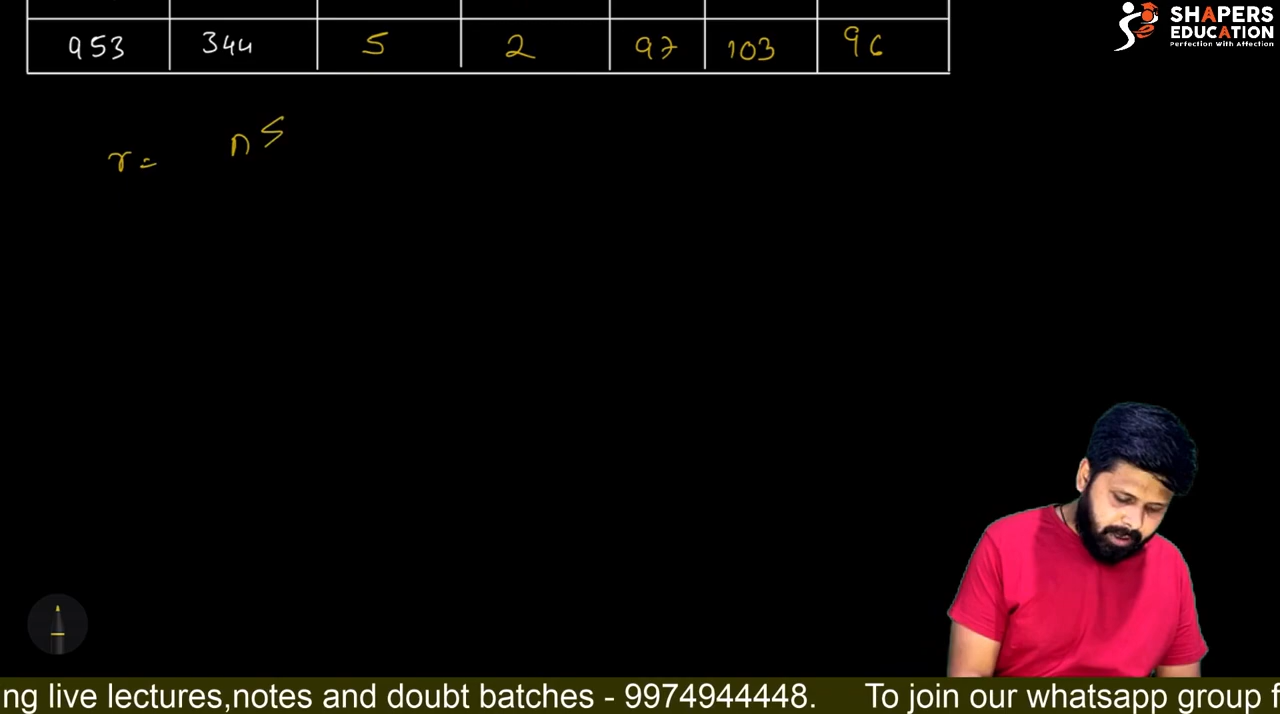 SHAPERS
EDUCATION
Perfection With Affection
953 344 5 2 97 103 96
r = n
ng live lectures,notes and doubt batches - 9974944448. To join our whatsapp group f